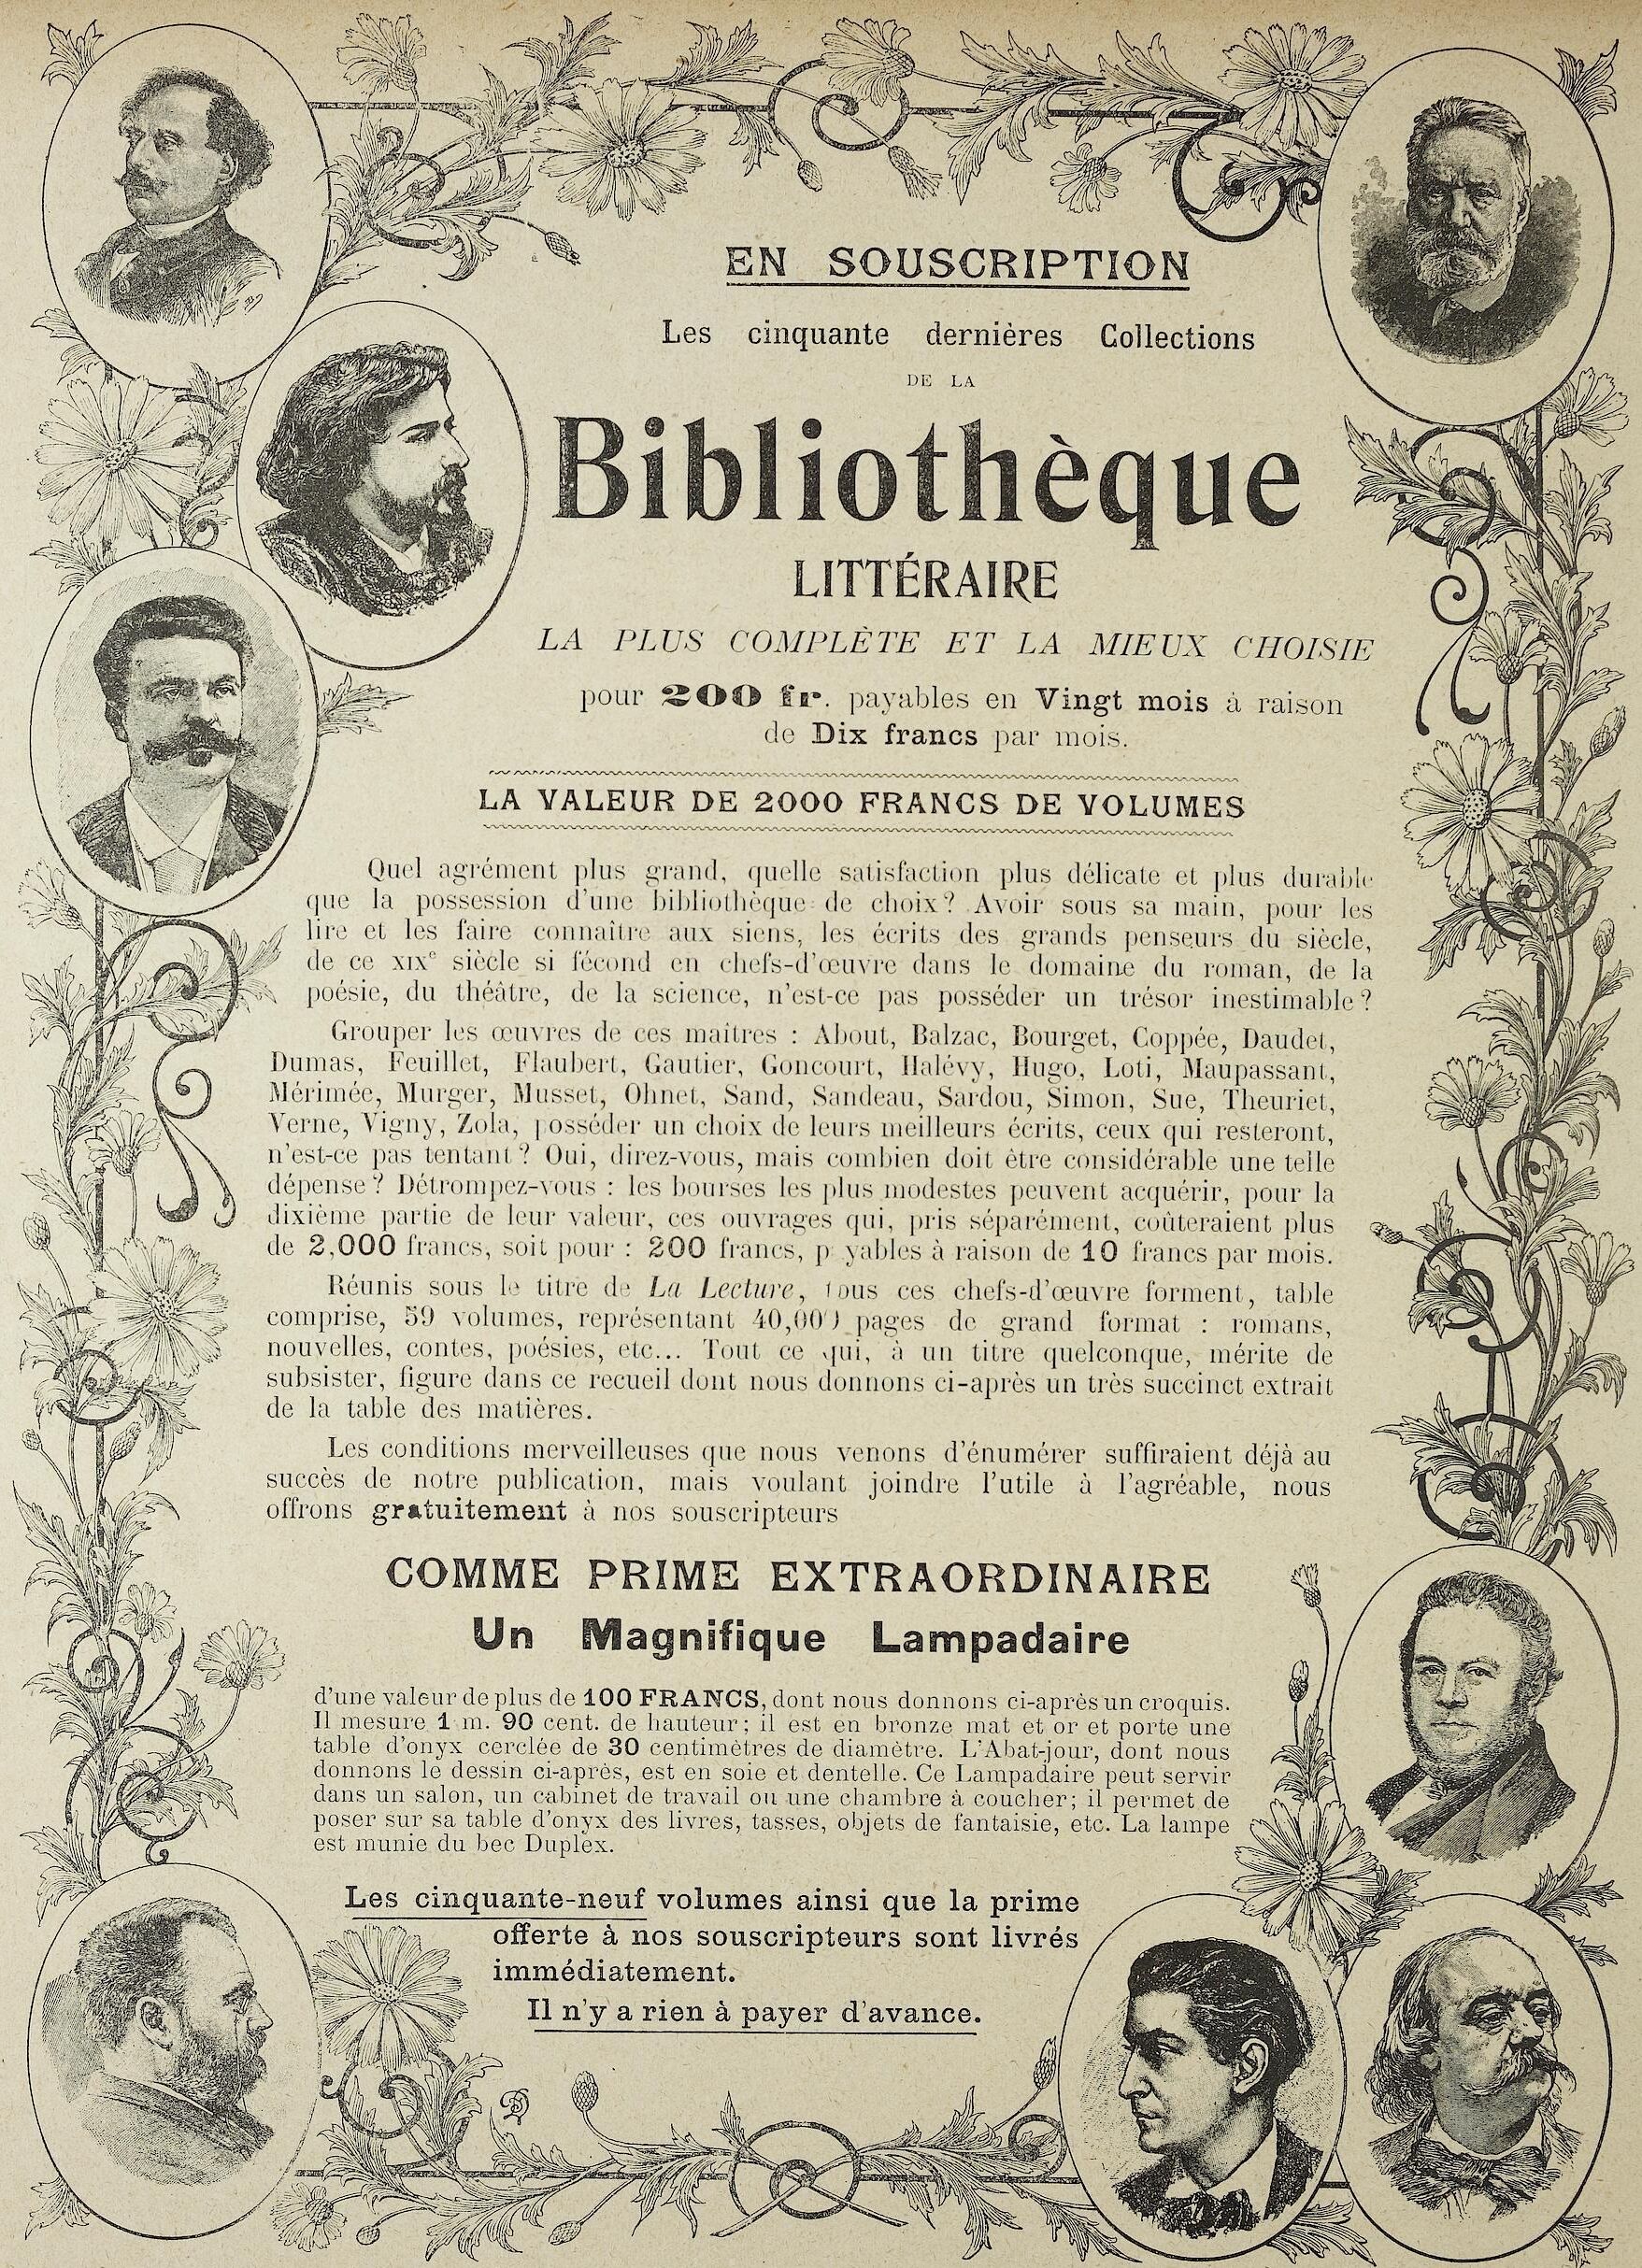 EN SOUSCRIPTION
Les cinquante dernières Collections
DE LA
Bibliothèque
LITTÉRAIRE
LA PLUS COMPLÈTE ET LA MIEUX CHOISIE
pour 200 fr. payables en Vingt mois à raison
de Dix francs par mois.
LA VALEUR DE 2000 FRANCS DE VOLUMES
Quel agrément plus grand, quelle satisfaction plus délicate et plus durable
que la possession d'une bibliothèque de choix? Avoir sous sa main, pour les
lire et les faire connaître aux siens, les écrits des grands penseurs du siècle,
de ce XIXe siècle si fécond en chefs-d'œuvre dans le domaine du roman, de la
poésie, du théâtre, de la science, n'est-ce pas posséder un trésor inestimable?
Grouper les œuvres de ces maîtres : About, Balzac, Bourget, Coppée, Daudet,
Dumas, Feuillet, Flaubert, Gautier, Goncourt, Halévy, Hugo, Loti, Maupassant,
Mérimée, Murger, Musset, Ohnet, Sand, Sandeau, Sardou, Simon, Sue, Theuriet,
Verne, Vigny, Zola, posséder un choix de leurs meilleurs écrits, ceux qui resteront,
n'est-ce pas tentant? Oui, direz-vous, mais combien doit être considérable une telle
dépense? Détrompez-vous : les bourses les plus modestes peuvent acquérir, pour la
dixième partie de leur valeur, ces ouvrages qui, pris séparément, coûteraient plus
de 2,000 francs, soit pour : 200 francs, p yables à raison de 10 francs par mois.
Réunis sous le titre de La Lecture, tous ces chefs-d'œuvre forment, table
comprise, 59 volumes, représentant 40,000 pages de grand format : romans,
nouvelles, contes, poésies, etc... Tout ce qui, à un titre quelconque, mérite de
subsister, figure dans ce recueil dont nous donnons ci-après un très succinct extrait
de la table des matières.
Les conditions merveilleuses que nous venons d'énumérer suffiraient déjà au
succès de notre publication, mais voulant joindre l'utile à l'agréable, nous
offrons gratuitement à nos souscripteurs
COMME PRIME EXTRAORDINAIRE
Un Magnifique Lampadaire
d'une valeur de plus de 100 FRANCS, dont nous donnons ci-après un croquis.
Il mesure 1 m. 90 cent. de hauteur; il est en bronze mat et or et porte une
table d'onyx cerclée de 30 centimètres de diamètre. L'Abat-jour, dont nous
donnons le dessin ci-après, est en soie et dentelle. Ce Lampadaire peut servir
dans un salon, un cabinet de travail ou une chambre à coucher; il permet de
poser sur sa table d'onyx des livres, tasses, objets de fantaisie, etc. La lampe
est munie du bec Duplex.
Les cinquante-neuf volumes ainsi que la prime
offerte à nos souscripteurs sont livrés
immédiatement.
Il n'y a rien à payer d'avance.